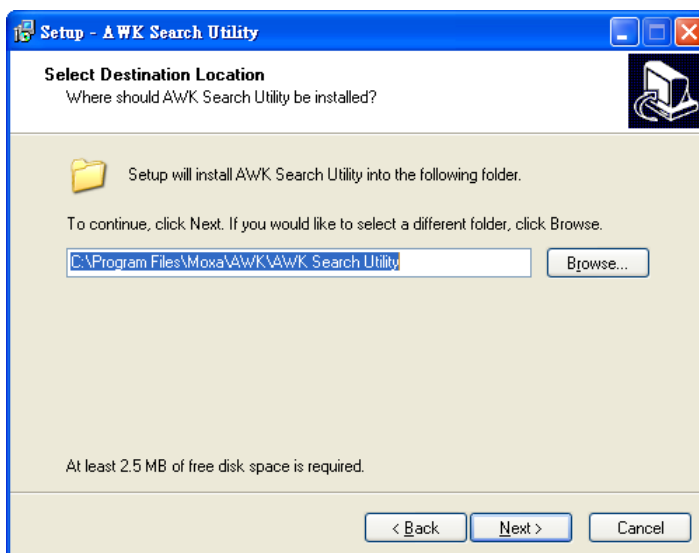 Setup - AWK Search Utility
Select Destination Location
Where should AWK Search Utility be installed?
Setup will install AWK Search Utility into the following folder.
To continue, click Next. If you would like to select a different folder, click Browse.
C:\Program Files\Moxa\AWK\AWK Search Utility
Browse...
At least 2.5 MB of free disk space is required.
< Back
Next >
Cancel